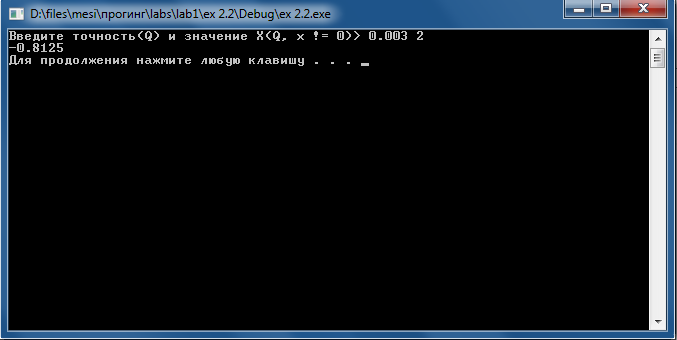 D:\files\mesi\прогинг\labs\lab1\ex 2.2\Debug\ex 2.2.exe
Введите точность(Q) и значение X(Q, x != 0)>> 0.003 2
-0.8125
Для продолжения нажмите любую клавишу . . .